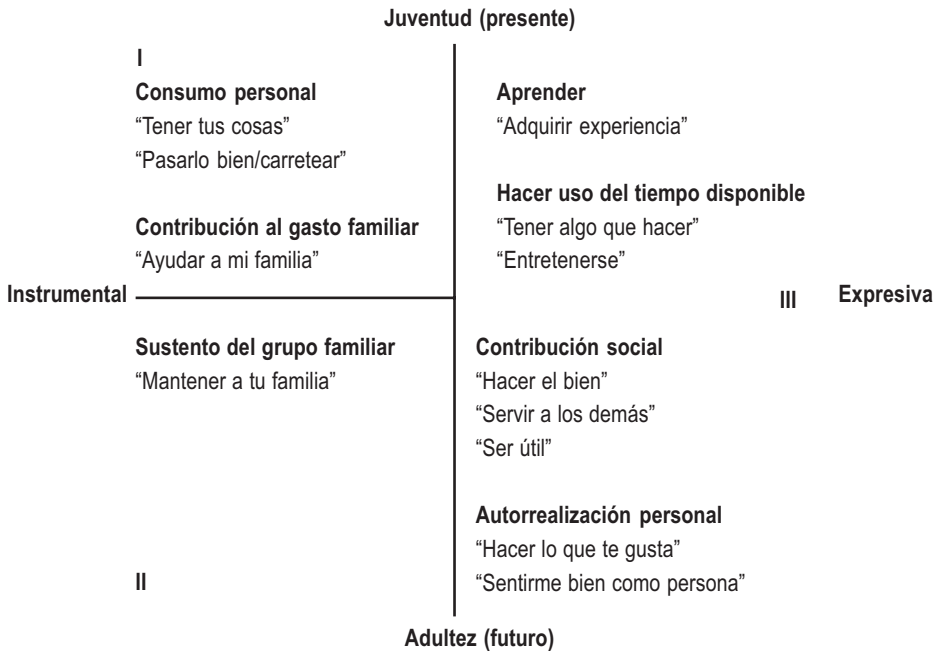 Juventud (presente)
I
Consumo personal
“Tener tus cosas”
“Pasarlo bien/carretear”
Contribución al gasto familiar
“Ayudar a mi familia”
Aprender
“Adquirir experiencia”
Hacer uso del tiempo disponible
“Tener algo que hacer”
“Entretenerse”
Instrumental
III
Expresiva
Sustento del grupo familiar
“Mantener a tu familia”
II
Contribución social
“Hacer el bien”
“Servir a los demás”
“Ser útil”
Autorrealización personal
“Hacer lo que te gusta”
“Sentirme bien como persona”
Adultez (futuro)